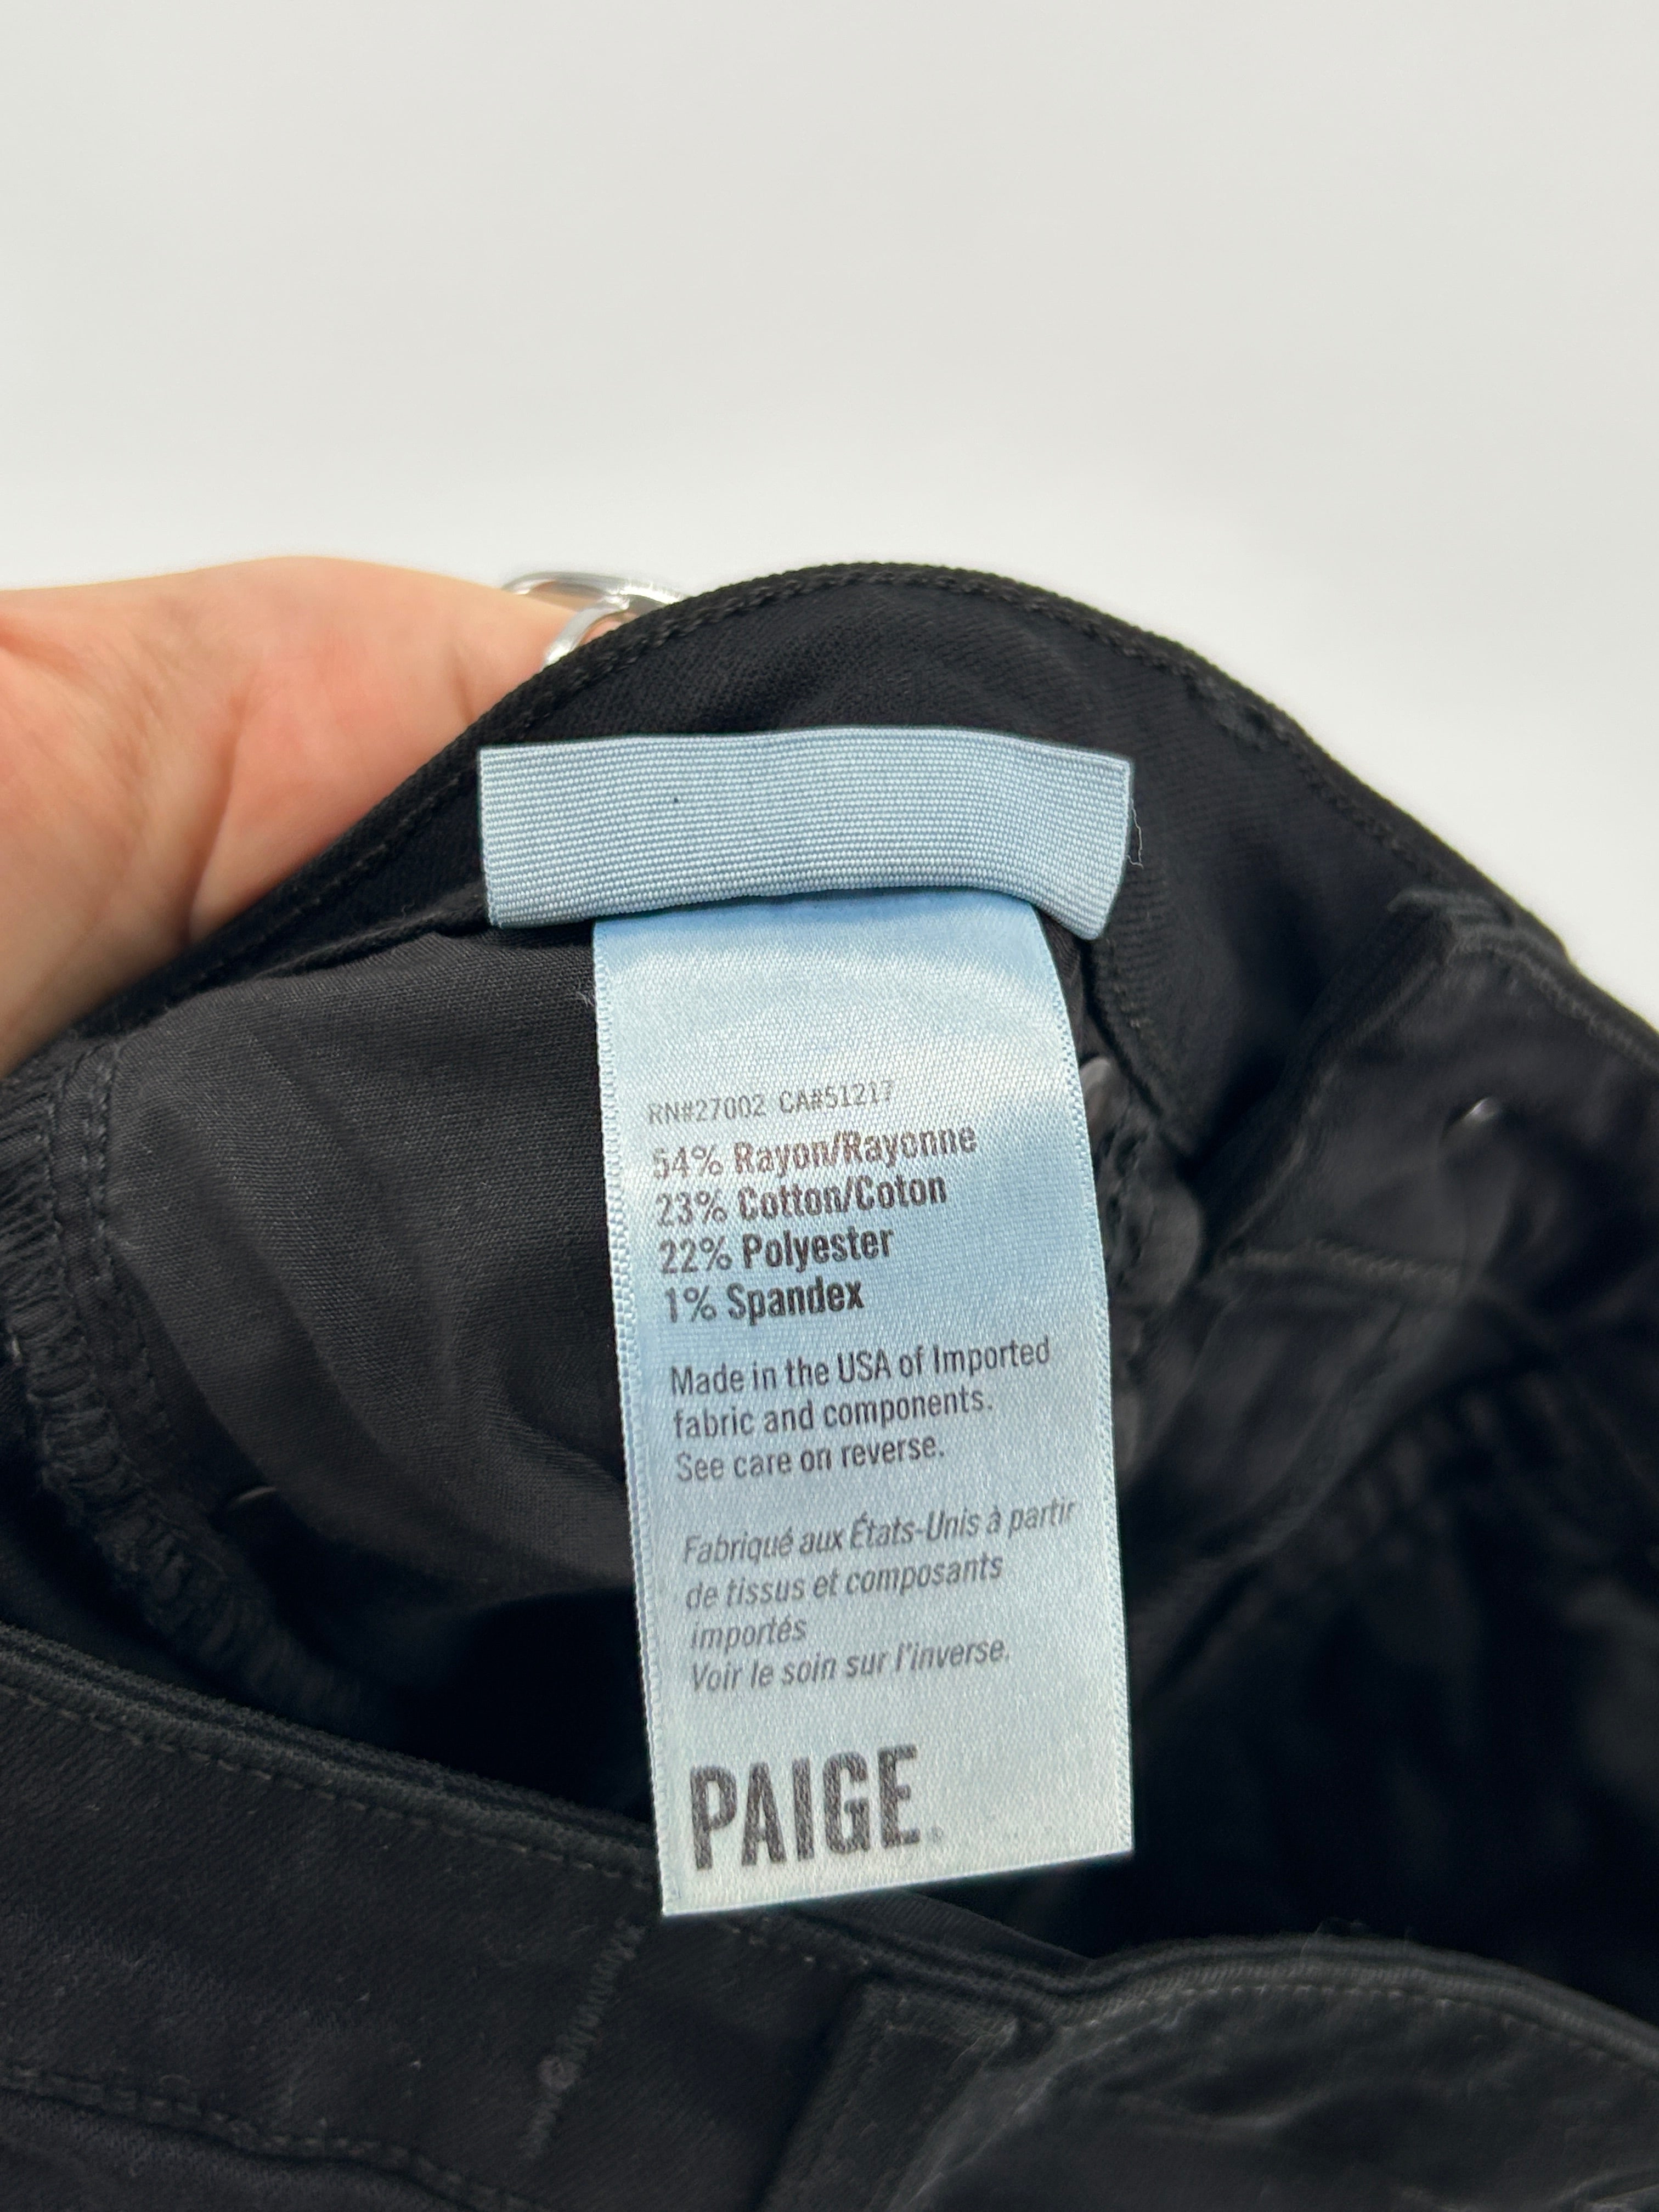 RN#27002 CA#51217
54% Rayon/Rayonne
23% Cotton/Coton
22% Polyester
1% Spandex
Made in the USA of Imported
fabric and components.
See care on reverse.
Fabriqué aux États-Unis à partir
de tissus et composants
importés
Voir le soin sur l'inverse.
PAIGE